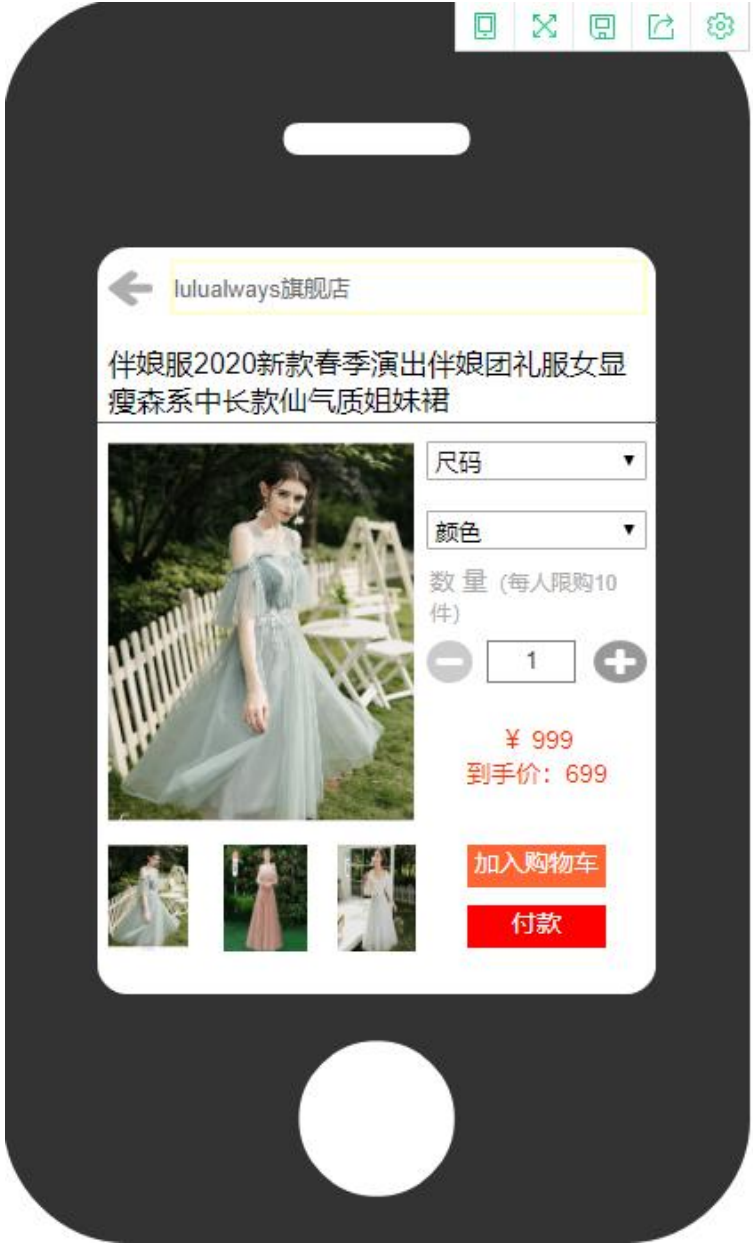 lulualways旗舰店
伴娘服2020新款春季演出伴娘团礼服女显
瘦森系中长款仙气质姐妹裙
尺码
颜色
数 量 (每人限购10
件)
1
¥ 999
到手价：699
加入购物车
付款